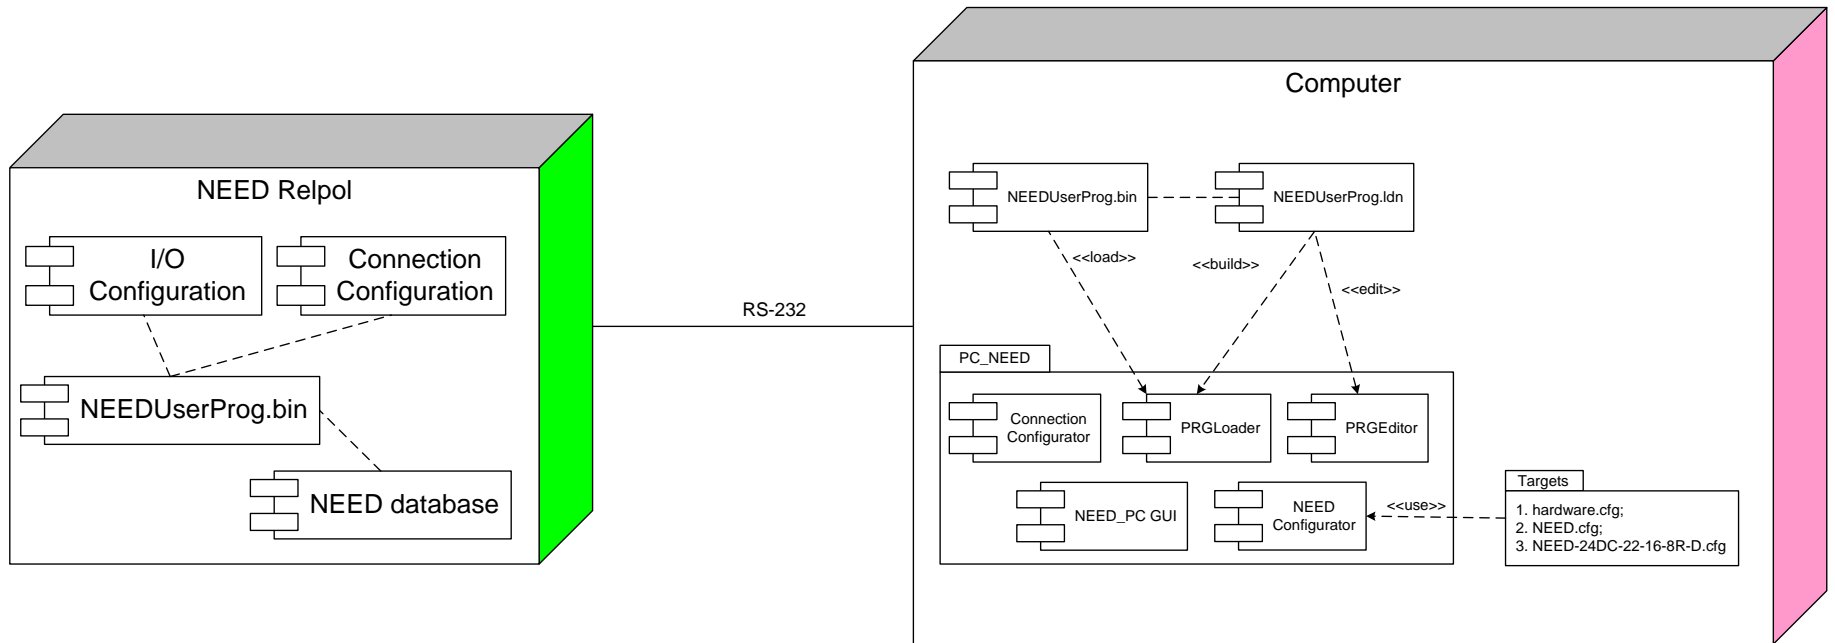 Computer
NEED Relpol
I/O
Configuration
Connection
Configuration
NEEDUserProg.bin
NEED database
RS-232
NEEDUserProg.bin
NEEDUserProg.ldn
<<load>>
<<build>>
<<edit>>
PC_NEED
Connection
Configurator
PRGLoader
PRGEditor
NEED_PC GUI
NEED
Configurator
<<use>>
Targets
1. hardware.cfg;
2. NEED.cfg;
3. NEED-24DC-22-16-8R-D.cfg